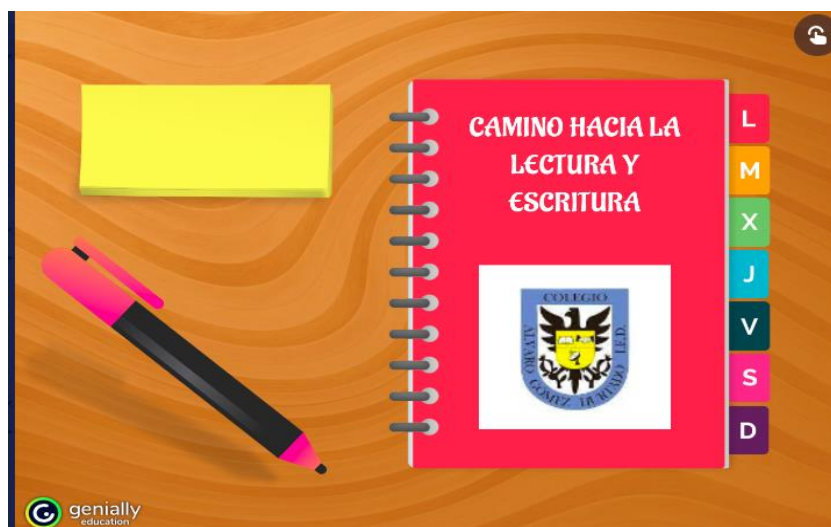 CAMINO HACIA LA
LECTURA Y
ESCRITURA
COLEGIO
ALVARO GOMEZ HURTADO I.E.D.
L
M
X
J
V
S
D
genially
education